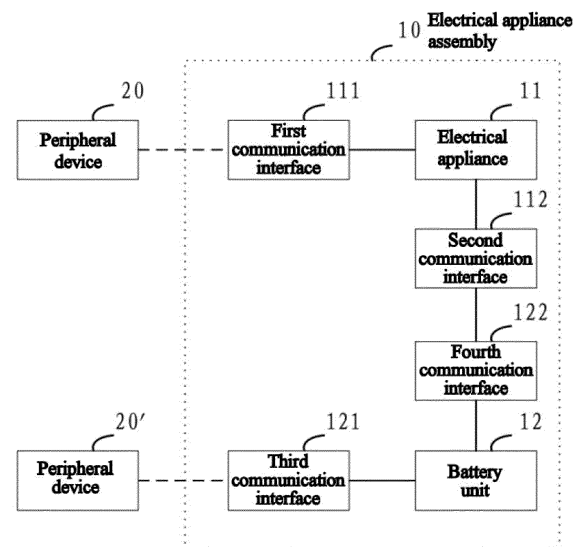 10
Electrical appliance
assembly
20
111
11
Peripheral
device
First
communication
interface
Electrical
appliance
112
Second
communication
interface
122
Fourth
communication
interface
20′
121
12
Peripheral
device
Third
communication
interface
Battery
unit